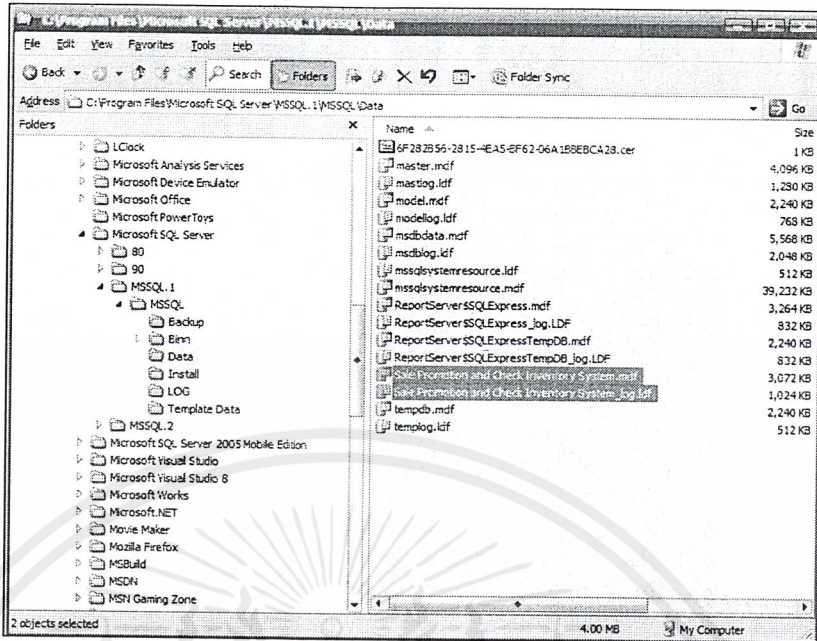 C:\Program Files\Microsoft SQL Server\MSSQL.1\MSSQL\Data
File Edit View Favorites Tools Help
Back Search Folders Folder Sync
Address C:\Program Files\Microsoft SQL Server\MSSQL.1\MSSQL\Data Go
Folders
LClock
Microsoft Analysis Services
Microsoft Device Emulator
Microsoft Office
Microsoft PowerToys
Microsoft SQL Server
80
90
MSSQL.1
MSSQL
Backup
Binn
Data
Install
LOG
Template Data
MSSQL.2
Microsoft SQL Server 2005 Mobile Edition
Microsoft Visual Studio
Microsoft Visual Studio 8
Microsoft Works
Microsoft.NET
Movie Maker
Mozilla Firefox
MSBuild
MSDN
MSN Gaming Zone
Name Size
6F282B56-2815-4EA5-BF62-06A1B8EBCA28.cer 1 KB
master.mdf 4,096 KB
mastlog.ldf 1,280 KB
model.mdf 2,240 KB
modellog.ldf 768 KB
msdbdata.mdf 5,568 KB
msdblog.ldf 2,048 KB
mssqlsystemresource.ldf 512 KB
mssqlsystemresource.mdf 39,232 KB
ReportServer$SQLExpress.mdf 3,264 KB
ReportServer$SQLExpress_log.LDF 832 KB
ReportServer$SQLExpressTempDB.mdf 2,240 KB
ReportServer$SQLExpressTempDB_log.LDF 832 KB
Sale Promotion and Check Inventory System.mdf 3,072 KB
Sale Promotion and Check Inventory System_log.ldf 1,024 KB
tempdb.mdf 2,240 KB
templog.ldf 512 KB
2 objects selected 4.00 MB My Computer